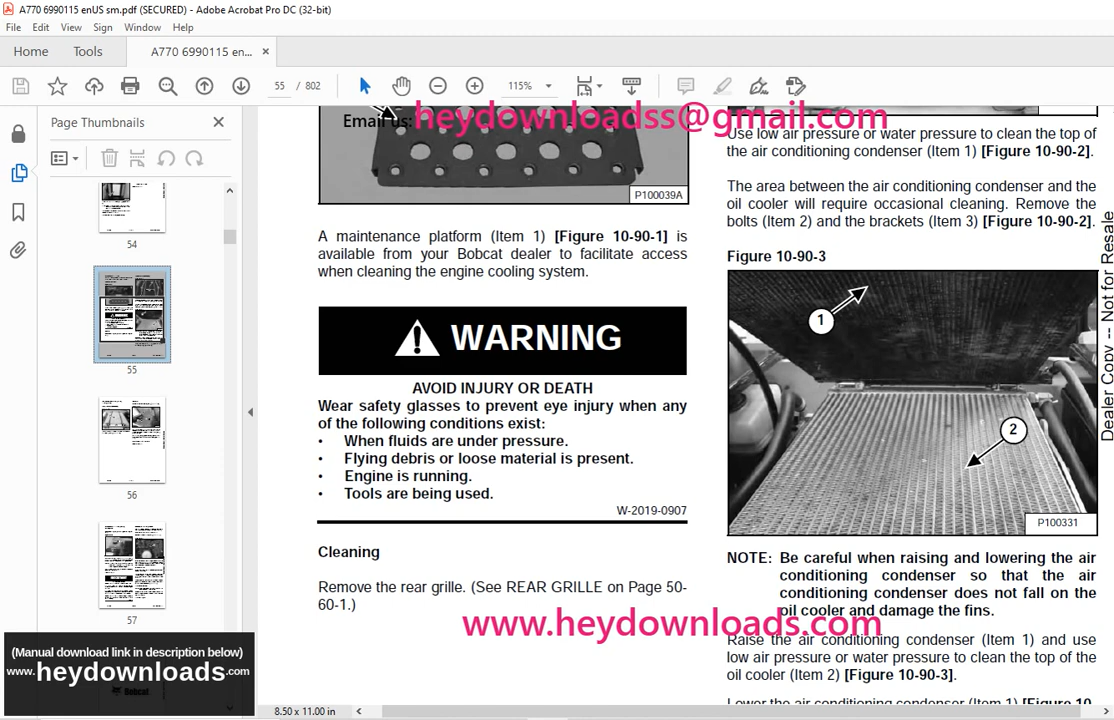 A770 6990115 enUS sm.pdf (SECURED) - Adobe Acrobat Pro DC (32-bit)
File Edit View Sign Window Help
Home Tools A770 6990115 en... ×
55 / 802 115%
Page Thumbnails
54
55
56
57
Email us: heydownloadss@gmail.com
P100039A
A maintenance platform (Item 1) [Figure 10-90-1] is
available from your Bobcat dealer to facilitate access
when cleaning the engine cooling system.
WARNING
AVOID INJURY OR DEATH
Wear safety glasses to prevent eye injury when any
of the following conditions exist:
• When fluids are under pressure.
• Flying debris or loose material is present.
• Engine is running.
• Tools are being used.
W-2019-0907
Cleaning
Remove the rear grille. (See REAR GRILLE on Page 50-
60-1.)
Use low air pressure or water pressure to clean the top of
the air conditioning condenser (Item 1) [Figure 10-90-2].
The area between the air conditioning condenser and the
oil cooler will require occasional cleaning. Remove the
bolts (Item 2) and the brackets (Item 3) [Figure 10-90-2].
Figure 10-90-3
1
2
P100331
NOTE: Be careful when raising and lowering the air
conditioning condenser so that the air
conditioning condenser does not fall on the
oil cooler and damage the fins.
www.heydownloads.com
Raise the air conditioning condenser (Item 1) and use
low air pressure or water pressure to clean the top of the
oil cooler (Item 2) [Figure 10-90-3].
Lower the air conditioning condenser (Item 1) [Figure 10-
Dealer Copy -- Not for Resale
(Manual download link in description below)
www.heydownloads.com
Bobcat
8.50 x 11.00 in